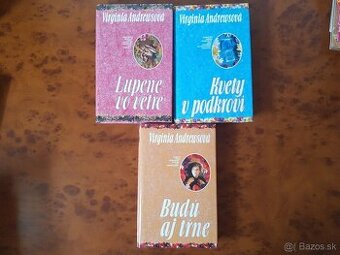 Virginia Andrewsová
Lupene
vo vetre
Virginia Andrewsová
Kvety
v podkroví
Virginia Andrewsová
Budú
aj tŕne
© Bazos.sk